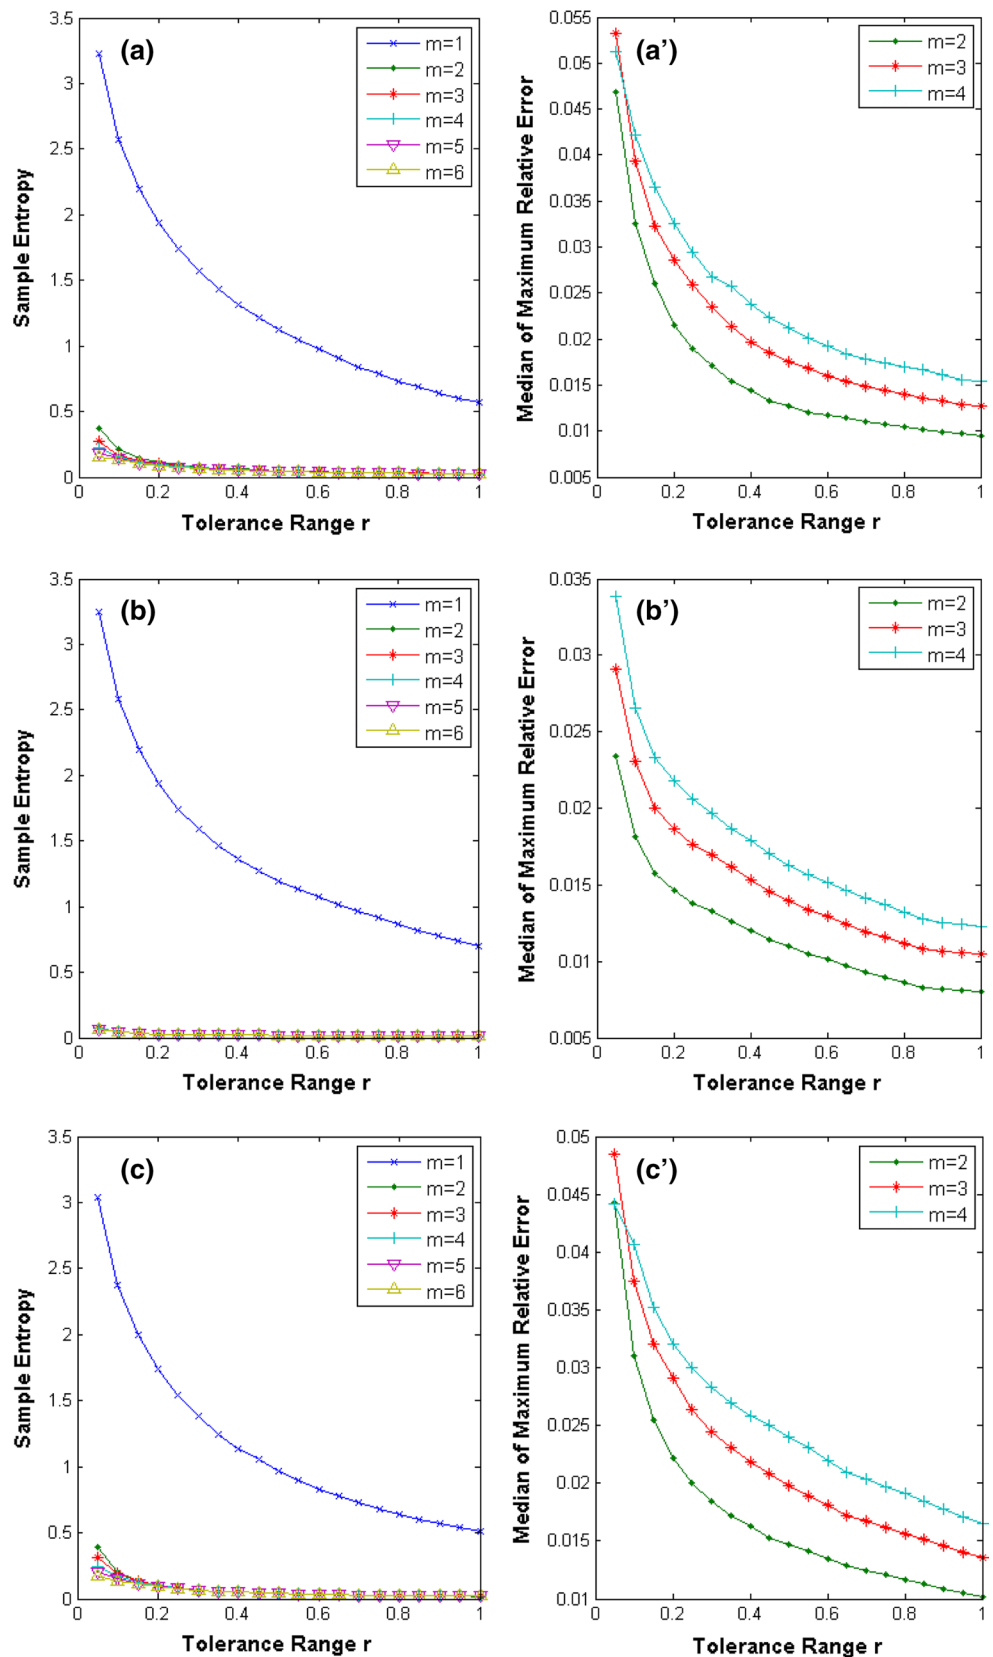 (a)
Sample Entropy
3.5
3
2.5
2
1.5
1
0.5
0
0 0.2 0.4 0.6 0.8 1
Tolerance Range r
m=1
m=2
m=3
m=4
m=5
m=6
(a’)
Median of Maximum Relative Error
0.055
0.05
0.045
0.04
0.035
0.03
0.025
0.02
0.015
0.01
0.005
0 0.2 0.4 0.6 0.8 1
Tolerance Range r
m=2
m=3
m=4
(b)
Sample Entropy
3.5
3
2.5
2
1.5
1
0.5
0
0 0.2 0.4 0.6 0.8 1
Tolerance Range r
m=1
m=2
m=3
m=4
m=5
m=6
(b’)
Median of Maximum Relative Error
0.035
0.03
0.025
0.02
0.015
0.01
0.005
0 0.2 0.4 0.6 0.8 1
Tolerance Range r
m=2
m=3
m=4
(c)
Sample Entropy
3.5
3
2.5
2
1.5
1
0.5
0
0 0.2 0.4 0.6 0.8 1
Tolerance Range r
m=1
m=2
m=3
m=4
m=5
m=6
(c’)
Median of Maximum Relative Error
0.05
0.045
0.04
0.035
0.03
0.025
0.02
0.015
0.01
0 0.2 0.4 0.6 0.8 1
Tolerance Range r
m=2
m=3
m=4